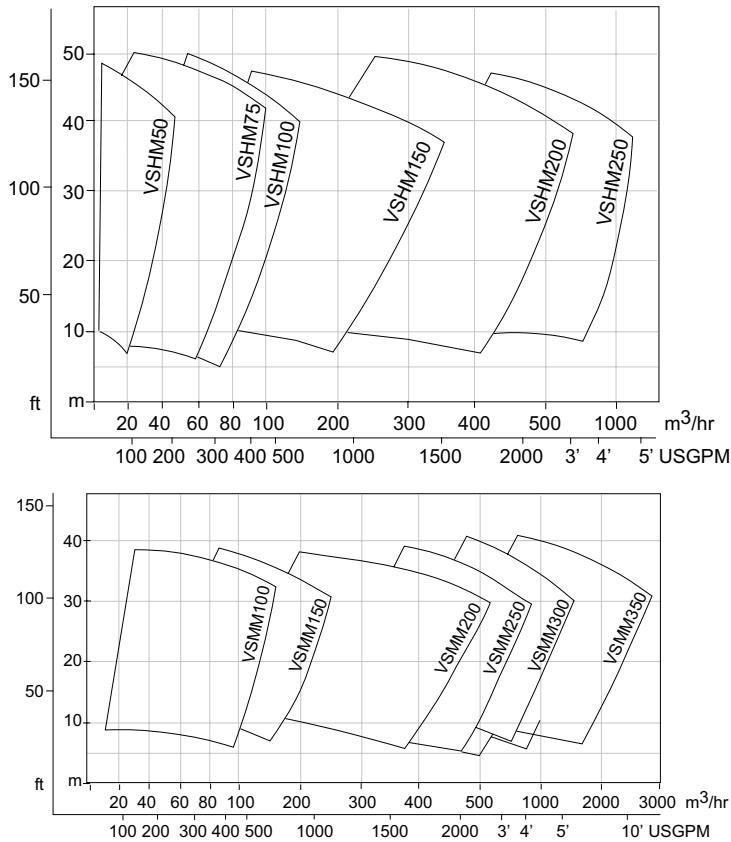 50
150
40
VSHM50
VSHM75
VSHM100
VSHM150
VSHM200
VSHM250
100
30
20
50
10
ft
m
20 40 60 80 100 200 300 400 500 1000 m3/hr
100 200 300 400 500 1000 1500 2000 3' 4' 5' USGPM
150
40
100
30
VSMM100
VSMM150
VSMM200
VSMM250
VSMM300
VSMM350
20
50
10
ft
m
20 40 60 80 100 200 300 400 500 1000 2000 3000 m3/hr
100 200 300 400 500 1000 1500 2000 3' 4' 5' 10' USGPM